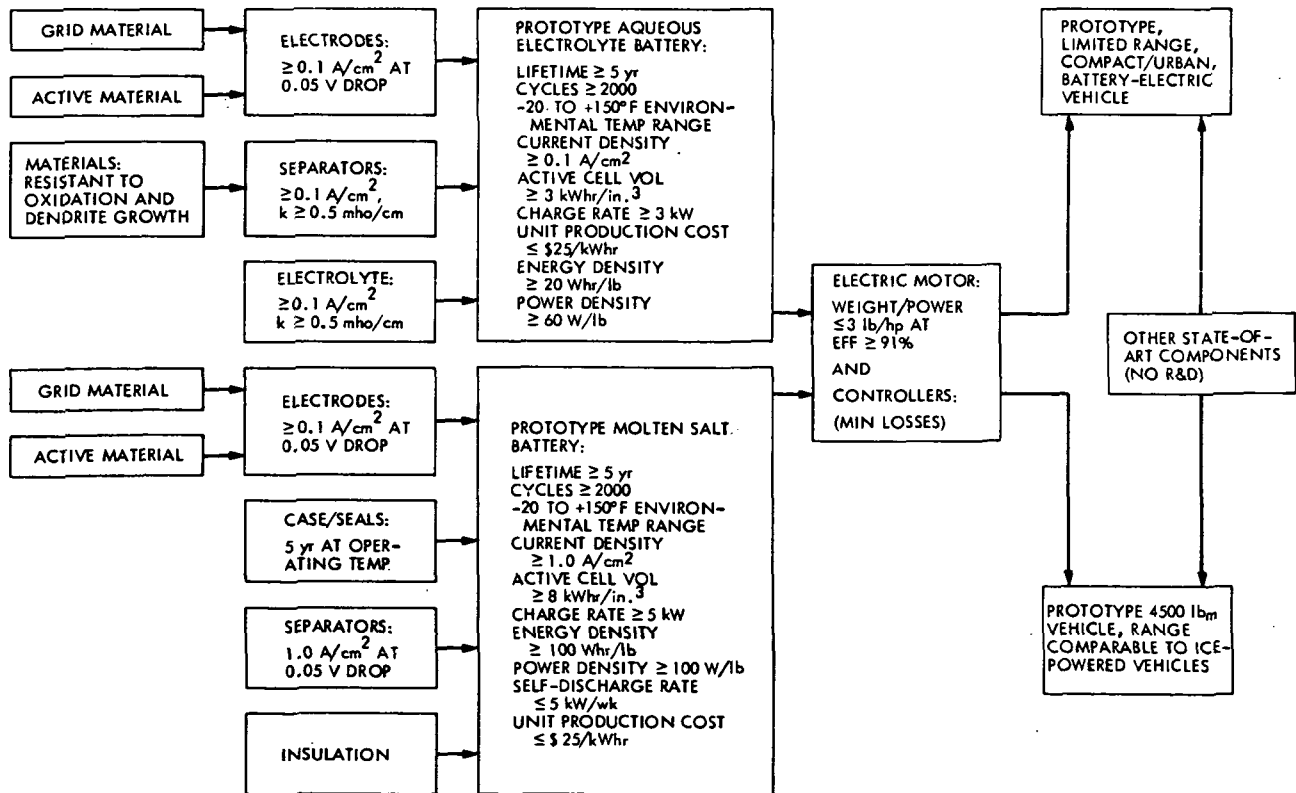 GRID MATERIAL
ACTIVE MATERIAL
MATERIALS:
RESISTANT TO
OXIDATION AND
DENDRITE GROWTH
ELECTRODES:
≥0.1 A/cm² AT
0.05 V DROP
SEPARATORS:
≥0.1 A/cm²,
k ≥ 0.5 mho/cm
ELECTROLYTE:
≥0.1 A/cm²
k ≥ 0.5 mho/cm
PROTOTYPE AQUEOUS
ELECTROLYTE BATTERY:
LIFETIME ≥ 5 yr
CYCLES ≥ 2000
-20 TO +150°F ENVIRON-
MENTAL TEMP RANGE
CURRENT DENSITY
≥ 0.1 A/cm²
ACTIVE CELL VOL
≥ 3 kWhr/in.³
CHARGE RATE ≥ 3 kW
UNIT PRODUCTION COST
≤ $25/kWhr
ENERGY DENSITY
≥ 20 Whr/lb
POWER DENSITY
≥ 60 W/lb
GRID MATERIAL
ACTIVE MATERIAL
ELECTRODES:
≥0.1 A/cm² AT
0.05 V DROP
CASE/SEALS:
5 yr AT OPER-
ATING TEMP.
SEPARATORS:
1.0 A/cm² AT
0.05 V DROP
INSULATION
PROTOTYPE MOLTEN SALT
BATTERY:
LIFETIME ≥ 5 yr
CYCLES ≥ 2000
-20 TO +150°F ENVIRON-
MENTAL TEMP RANGE
CURRENT DENSITY
≥ 1.0 A/cm²
ACTIVE CELL VOL
≥ 8 kWhr/in.³
CHARGE RATE ≥ 5 kW
ENERGY DENSITY
≥ 100 Whr/lb
POWER DENSITY ≥ 100 W/lb
SELF-DISCHARGE RATE
≤ 5 kW/wk
UNIT PRODUCTION COST
≤ $ 25/kWhr
ELECTRIC MOTOR:
WEIGHT/POWER
≤3 lb/hp AT
EFF ≥ 91%
AND
CONTROLLERS:
(MIN LOSSES)
PROTOTYPE,
LIMITED RANGE,
COMPACT/URBAN,
BATTERY-ELECTRIC
VEHICLE
OTHER STATE-OF-
ART COMPONENTS
(NO R&D)
PROTOTYPE 4500 lbm
VEHICLE, RANGE
COMPARABLE TO ICE-
POWERED VEHICLES